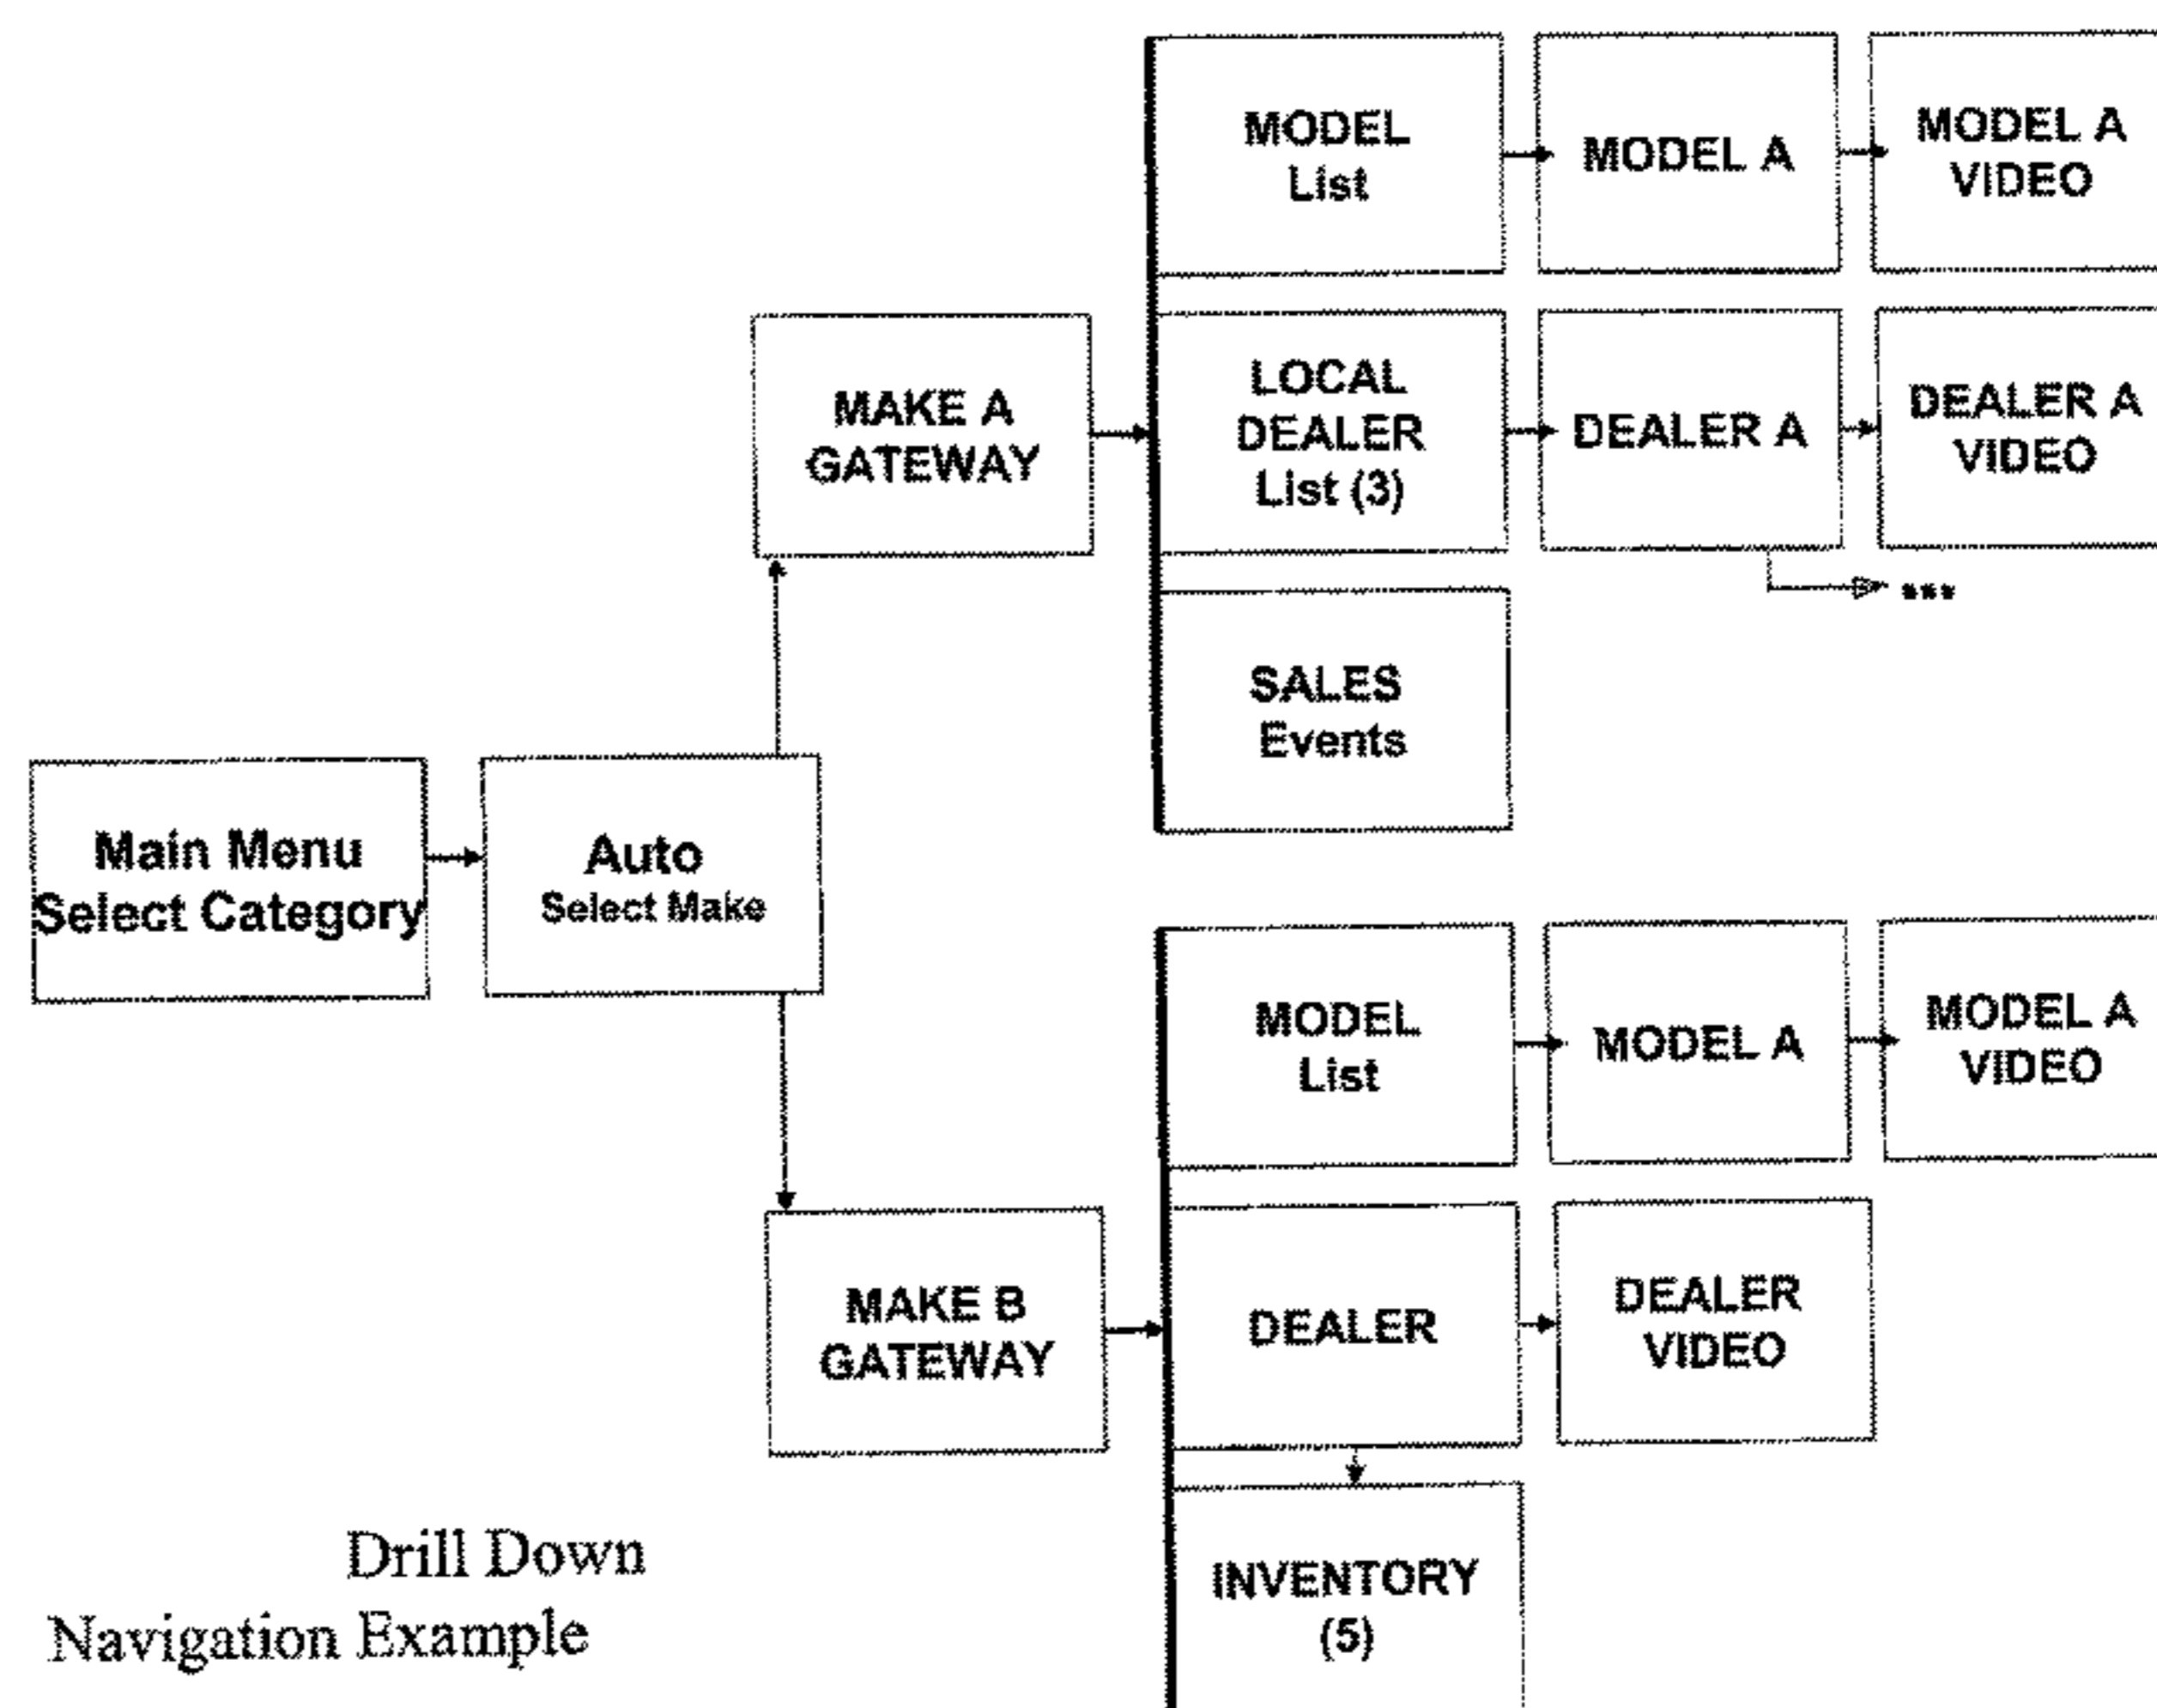 MODEL
List
MODEL A
MODEL A
VIDEO
MAKE A
GATEWAY
LOCAL
DEALER
List (3)
DEALER A
DEALER A
VIDEO
***
SALES
Events
Main Menu
Select Category
Auto
Select Make
MODEL
List
MODEL A
MODEL A
VIDEO
MAKE B
GATEWAY
DEALER
DEALER
VIDEO
INVENTORY
(5)
Drill Down
Navigation Example